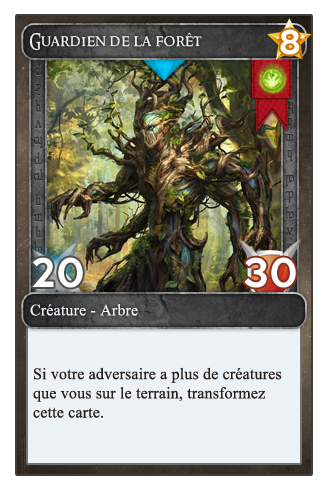 Guardien de la forêt
8
20
30
Créature - Arbre
Si votre adversaire a plus de créatures
que vous sur le terrain, transformez
cette carte.